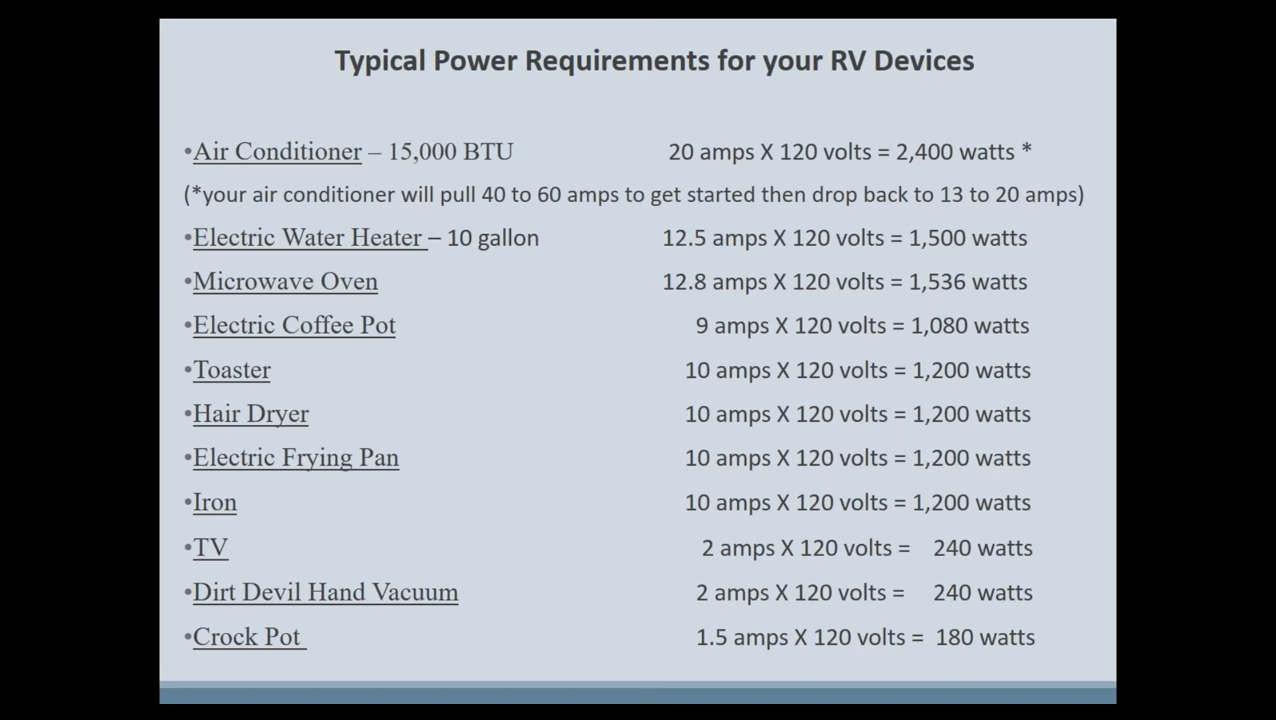 Typical Power Requirements for your RV Devices
•Air Conditioner – 15,000 BTU 20 amps X 120 volts = 2,400 watts *
(*your air conditioner will pull 40 to 60 amps to get started then drop back to 13 to 20 amps)
•Electric Water Heater – 10 gallon 12.5 amps X 120 volts = 1,500 watts
•Microwave Oven 12.8 amps X 120 volts = 1,536 watts
•Electric Coffee Pot 9 amps X 120 volts = 1,080 watts
•Toaster 10 amps X 120 volts = 1,200 watts
•Hair Dryer 10 amps X 120 volts = 1,200 watts
•Electric Frying Pan 10 amps X 120 volts = 1,200 watts
•Iron 10 amps X 120 volts = 1,200 watts
•TV 2 amps X 120 volts = 240 watts
•Dirt Devil Hand Vacuum 2 amps X 120 volts = 240 watts
•Crock Pot 1.5 amps X 120 volts = 180 watts